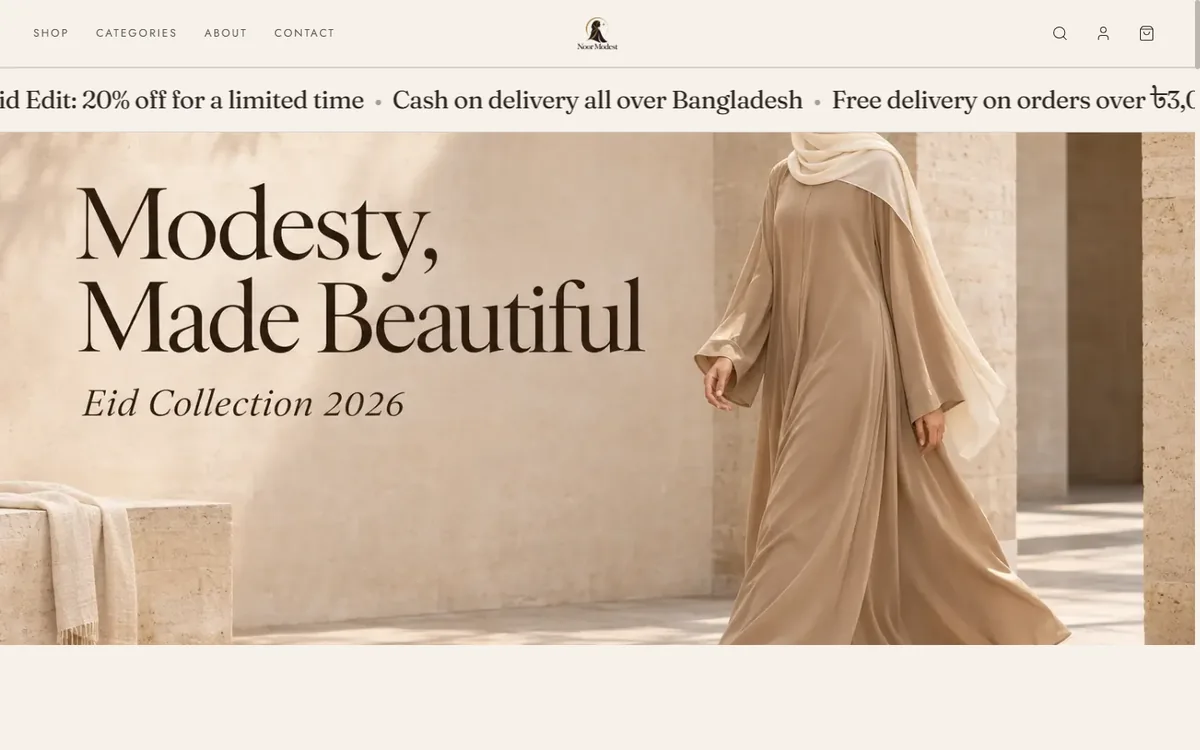 SHOP CATEGORIES ABOUT CONTACT
Noor Modest
Edit: 20% off for a limited time • Cash on delivery all over Bangladesh • Free delivery on orders over
Modesty,
Made Beautiful
Eid Collection 2026